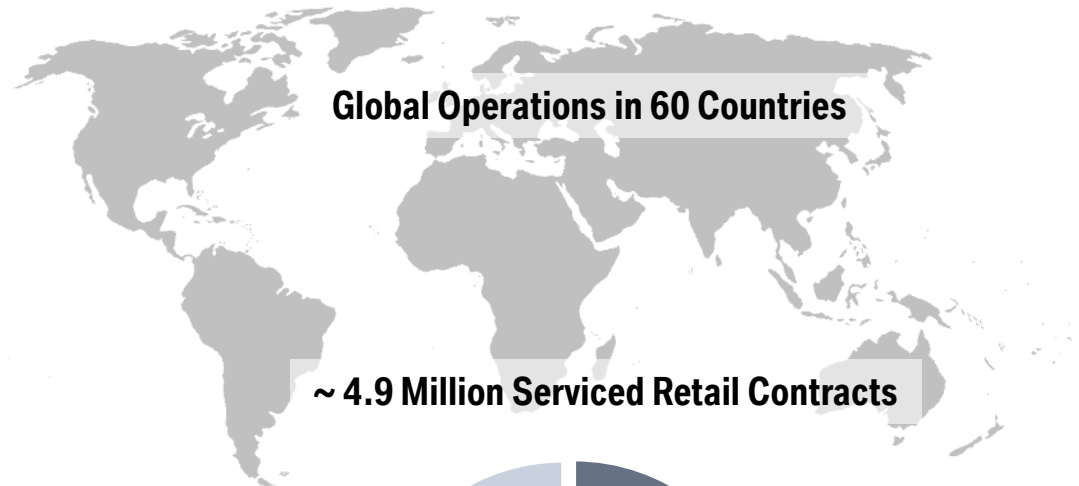 Global Operations in 60 Countries
~ 4.9 Million Serviced Retail Contracts